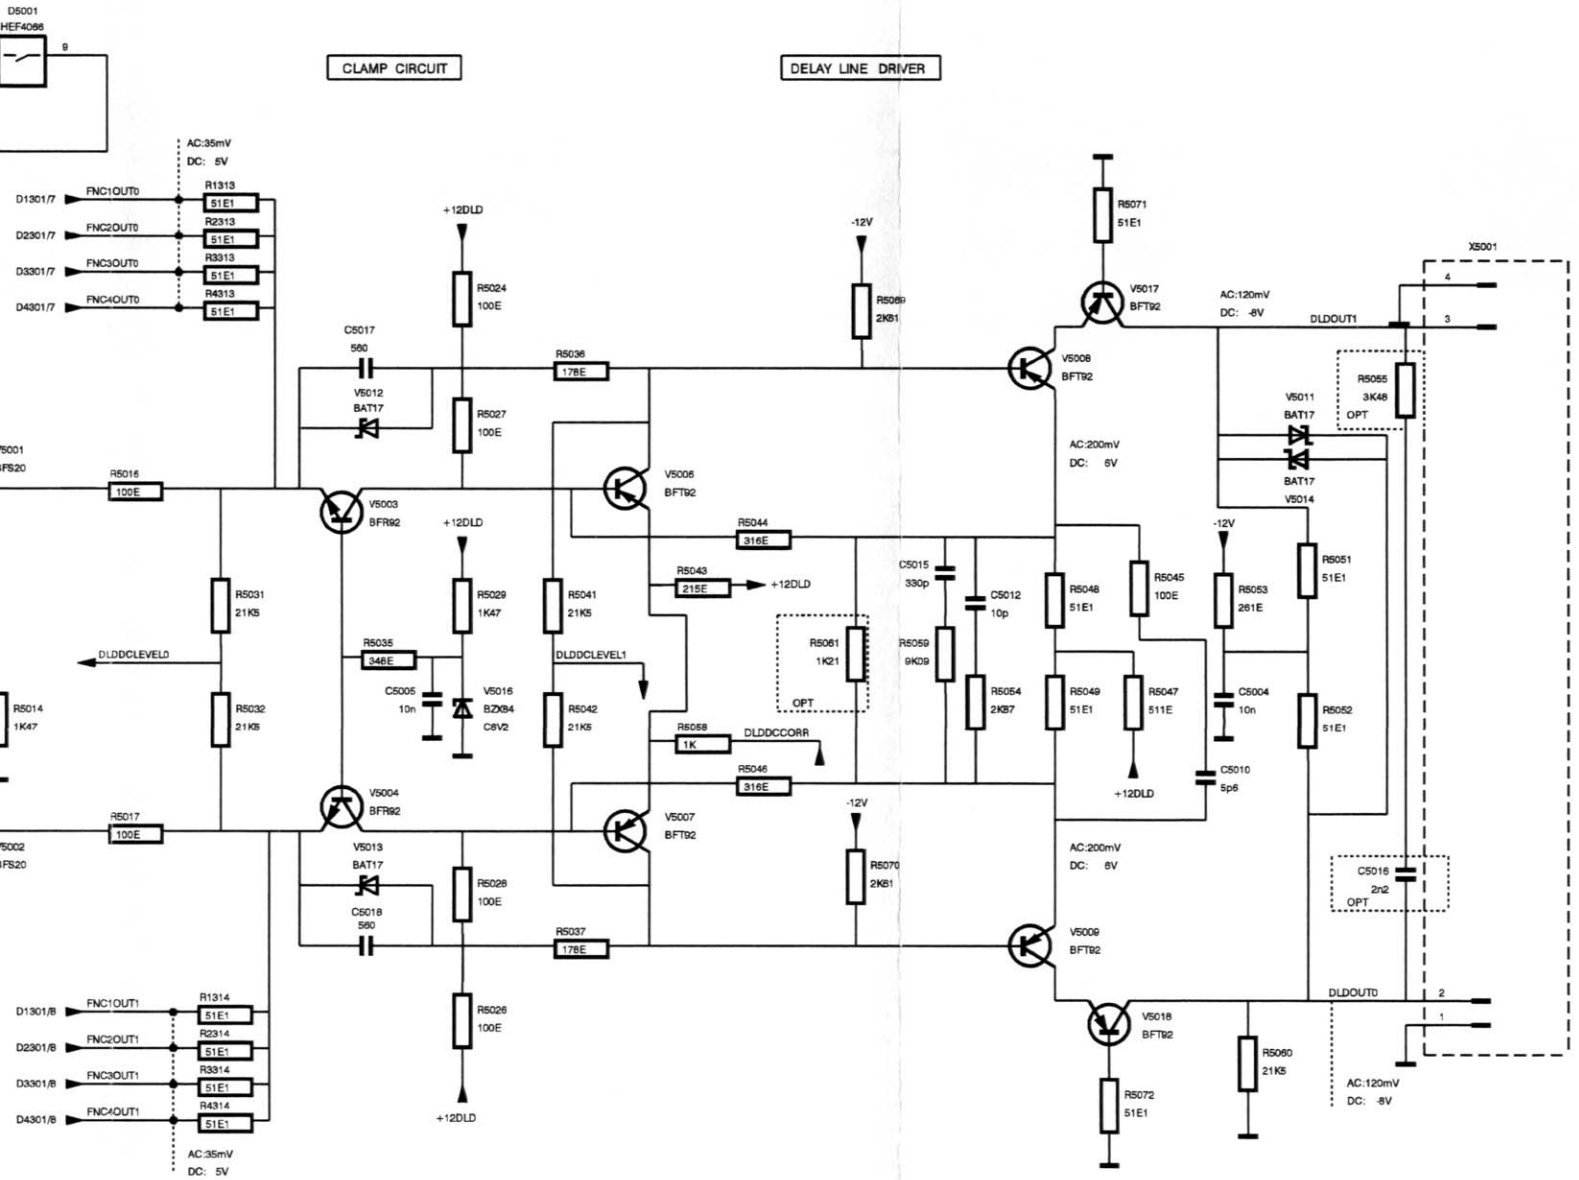 D5001
HEF4066
9
CLAMP CIRCUIT
DELAY LINE DRIVER
AC:35mV
DC: 5V
D1301/7 FNC1OUT0 R1313 51E1
D2301/7 FNC2OUT0 R2313 51E1
D3301/7 FNC3OUT0 R3313 51E1
D4301/7 FNC4OUT0 R4313 51E1
+12DLD
R5024
100E
-12V
R5069
2K61
R5071
51E1
V5017
BFT92
AC:120mV
DC: -8V
X5001
4
DLDOUT1
3
C5017
560
V5012
BAT17
R5027
100E
R5036
178E
V5008
BFT92
R5055
3K48
OPT
V5011
BAT17
BAT17
V5014
AC:200mV
DC: 6V
V5001
BFS20
R5016
100E
V5003
BFR92
V5006
BFT92
+12DLD
R5044
316E
-12V
R5031
21K5
R5029
1K47
R5041
21K5
R5043
215E
+12DLD
C5015
330p
C5012
10p
R5048
51E1
R5045
100E
R5053
261E
R5051
51E1
DLDDCLEVEL0
R5035
348E
DLDDCLEVEL1
R5061
1K21
OPT
R5059
9K09
R5014
1K47
R5032
21K5
C5005
10n
V5016
BZX84
C6V2
R5042
21K5
R5054
2K87
R5049
51E1
R5047
511E
C5004
10n
R5052
51E1
R5058
1K
DLDDCCORR
R5046
316E
+12DLD
C5010
5p6
V5004
BFR92
V5007
BFT92
-12V
R5017
100E
V5002
BFS20
V5013
BAT17
C5018
560
R5028
100E
R5070
2K61
AC:200mV
DC: 6V
C5016
2n2
OPT
R5037
178E
V5009
BFT92
D1301/8 FNC1OUT1 R1314 51E1
D2301/8 FNC2OUT1 R2314 51E1
D3301/8 FNC3OUT1 R3314 51E1
D4301/8 FNC4OUT1 R4314 51E1
AC:35mV
DC: 5V
R5026
100E
+12DLD
DLDOUT0
2
1
V5018
BFT92
R5060
21K5
R5072
51E1
AC:120mV
DC: -8V